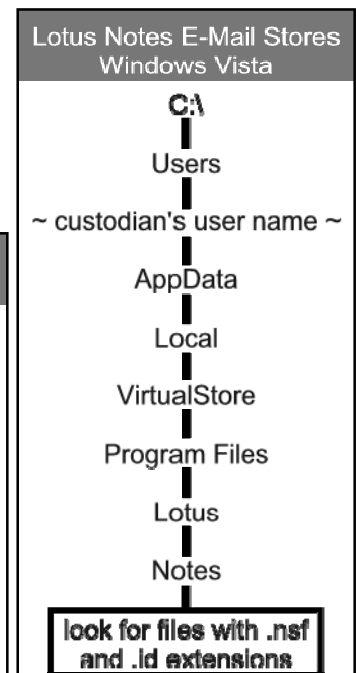 Lotus Notes E-Mail Stores
Windows Vista
C:\
Users
~ custodian's user name ~
AppData
Local
VirtualStore
Program Files
Lotus
Notes
look for files with .nsf
and .id extensions